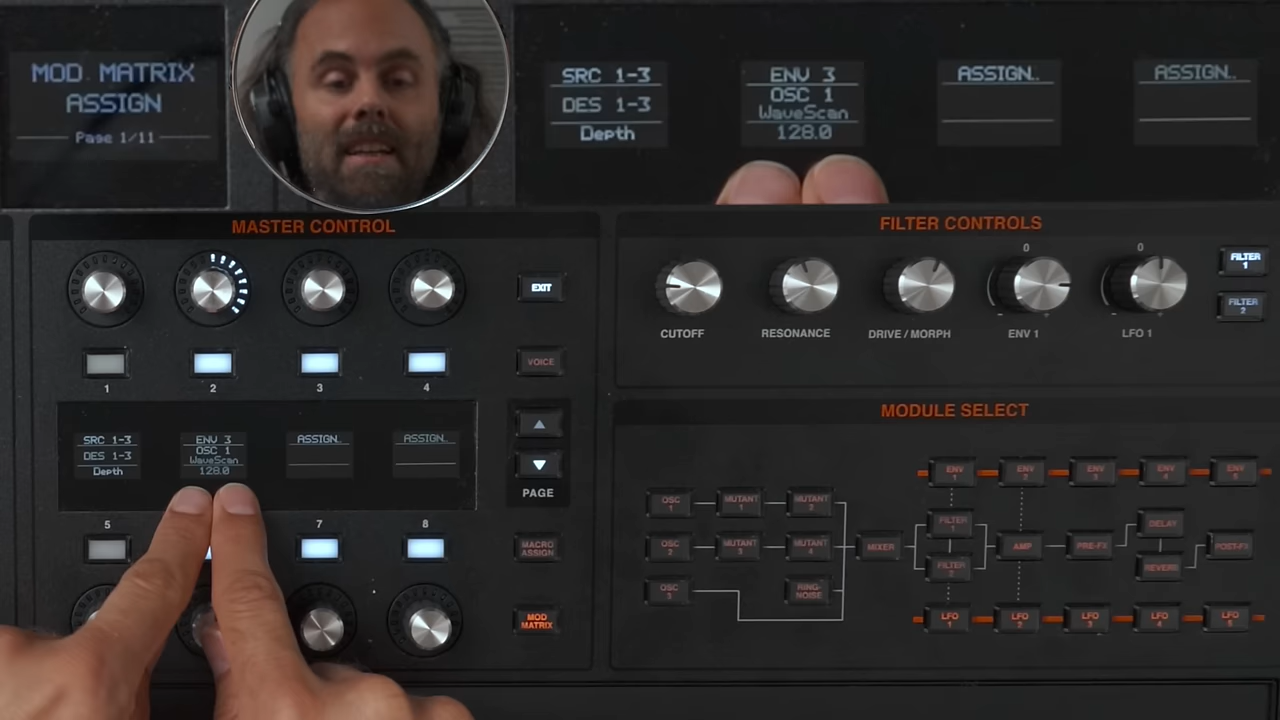 MOD MATRIX
ASSIGN
Page 1/11
SRC 1-3
DES 1-3
Depth
ENV 3
OSC 1
WaveScan
128.0
ASSIGN..
ASSIGN..
MASTER CONTROL
EXIT
1
2
3
4
VOICE
SRC 1-3
DES 1-3
Depth
ENV 3
OSC 1
WaveScan
128.0
ASSIGN..
ASSIGN..
PAGE
5
7
8
MACRO
ASSIGN
MOD
MATRIX
FILTER CONTROLS
0
0
- +
- +
CUTOFF
RESONANCE
DRIVE / MORPH
ENV 1
LFO 1
FILTER
1
FILTER
2
MODULE SELECT
ENV
1
ENV
2
ENV
3
ENV
4
ENV
5
OSC
1
MUTANT
1
MUTANT
2
FILTER
1
DELAY
OSC
2
MUTANT
3
MUTANT
4
MIXER
AMP
PRE-FX
POST-FX
FILTER
2
REVERB
OSC
3
RING-
NOISE
LFO
1
LFO
2
LFO
3
LFO
4
LFO
5